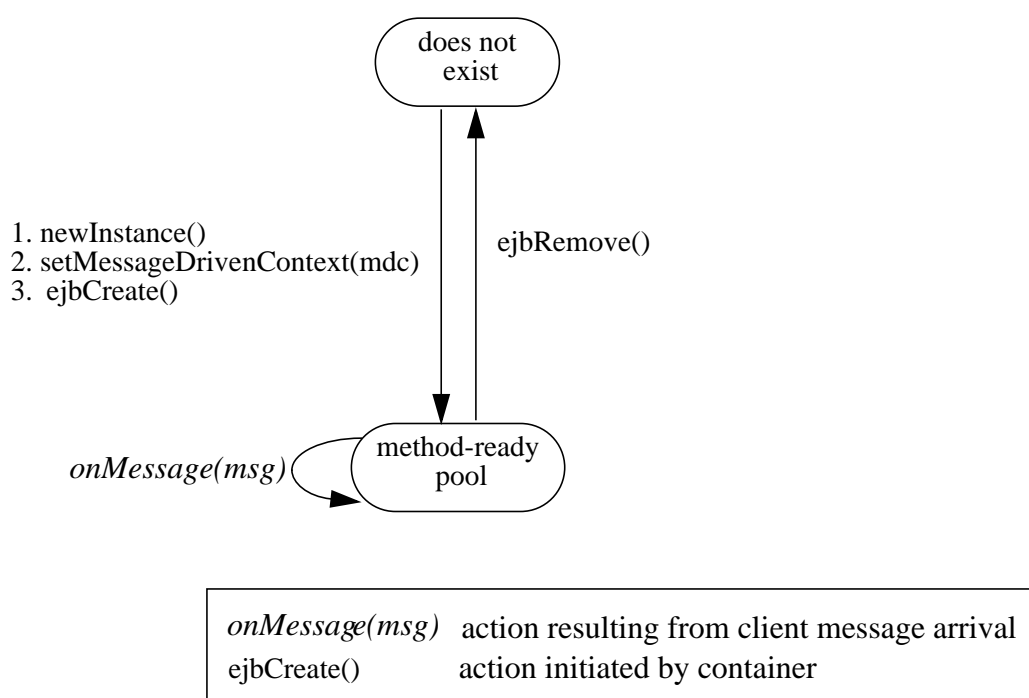 does not
exist
1. newInstance()
2. setMessageDrivenContext(mdc)
3. ejbCreate()
ejbRemove()
method-ready
pool
onMessage(msg)
onMessage(msg) action resulting from client message arrival
ejbCreate() action initiated by container